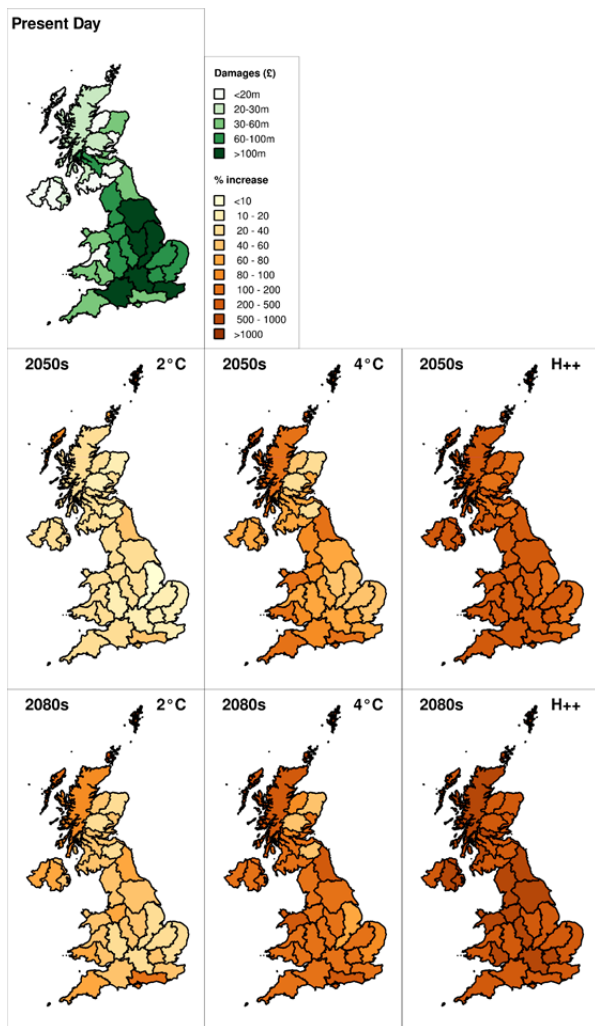 Present Day
Damages (£)
<20m
20-30m
30-60m
60-100m
>100m
% increase
<10
10 - 20
20 - 40
40 - 60
60 - 80
80 - 100
100 - 200
200 - 500
500 - 1000
>1000
2050s 2°C
2050s 4°C
2050s H++
2080s 2°C
2080s 4°C
2080s H++